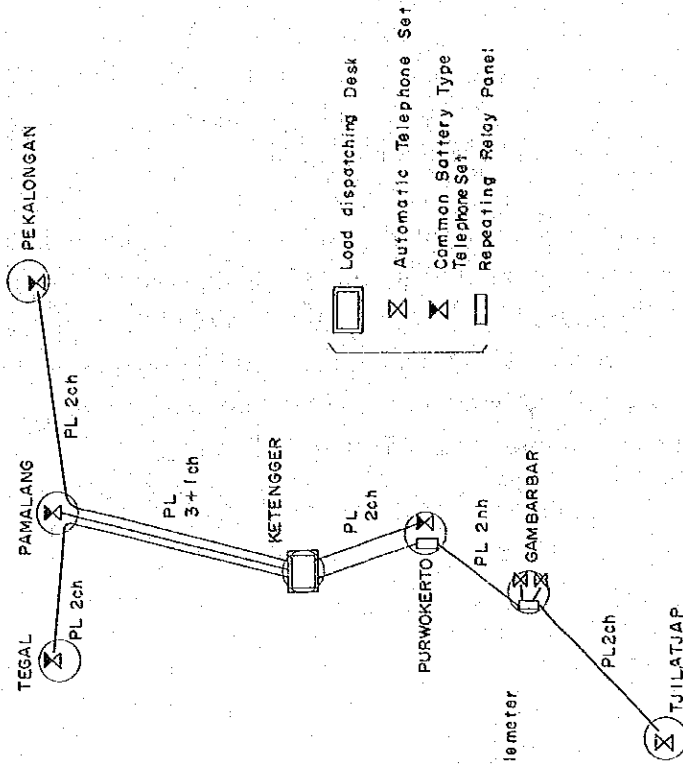 PEKALONGAN
PL 2ch
PAMALANG
TEGAL
PL 2ch
PL
3+1ch
KETENGGER
PL
2ch
PURWOKERTO
PL 2nh
GAMBARBAR
PL2ch
TJILATJAP
lemeter
Load dispatching Desk
Automatic Telephone Set
Common Battery Type
Telephone Set
Repeating Relay Panel